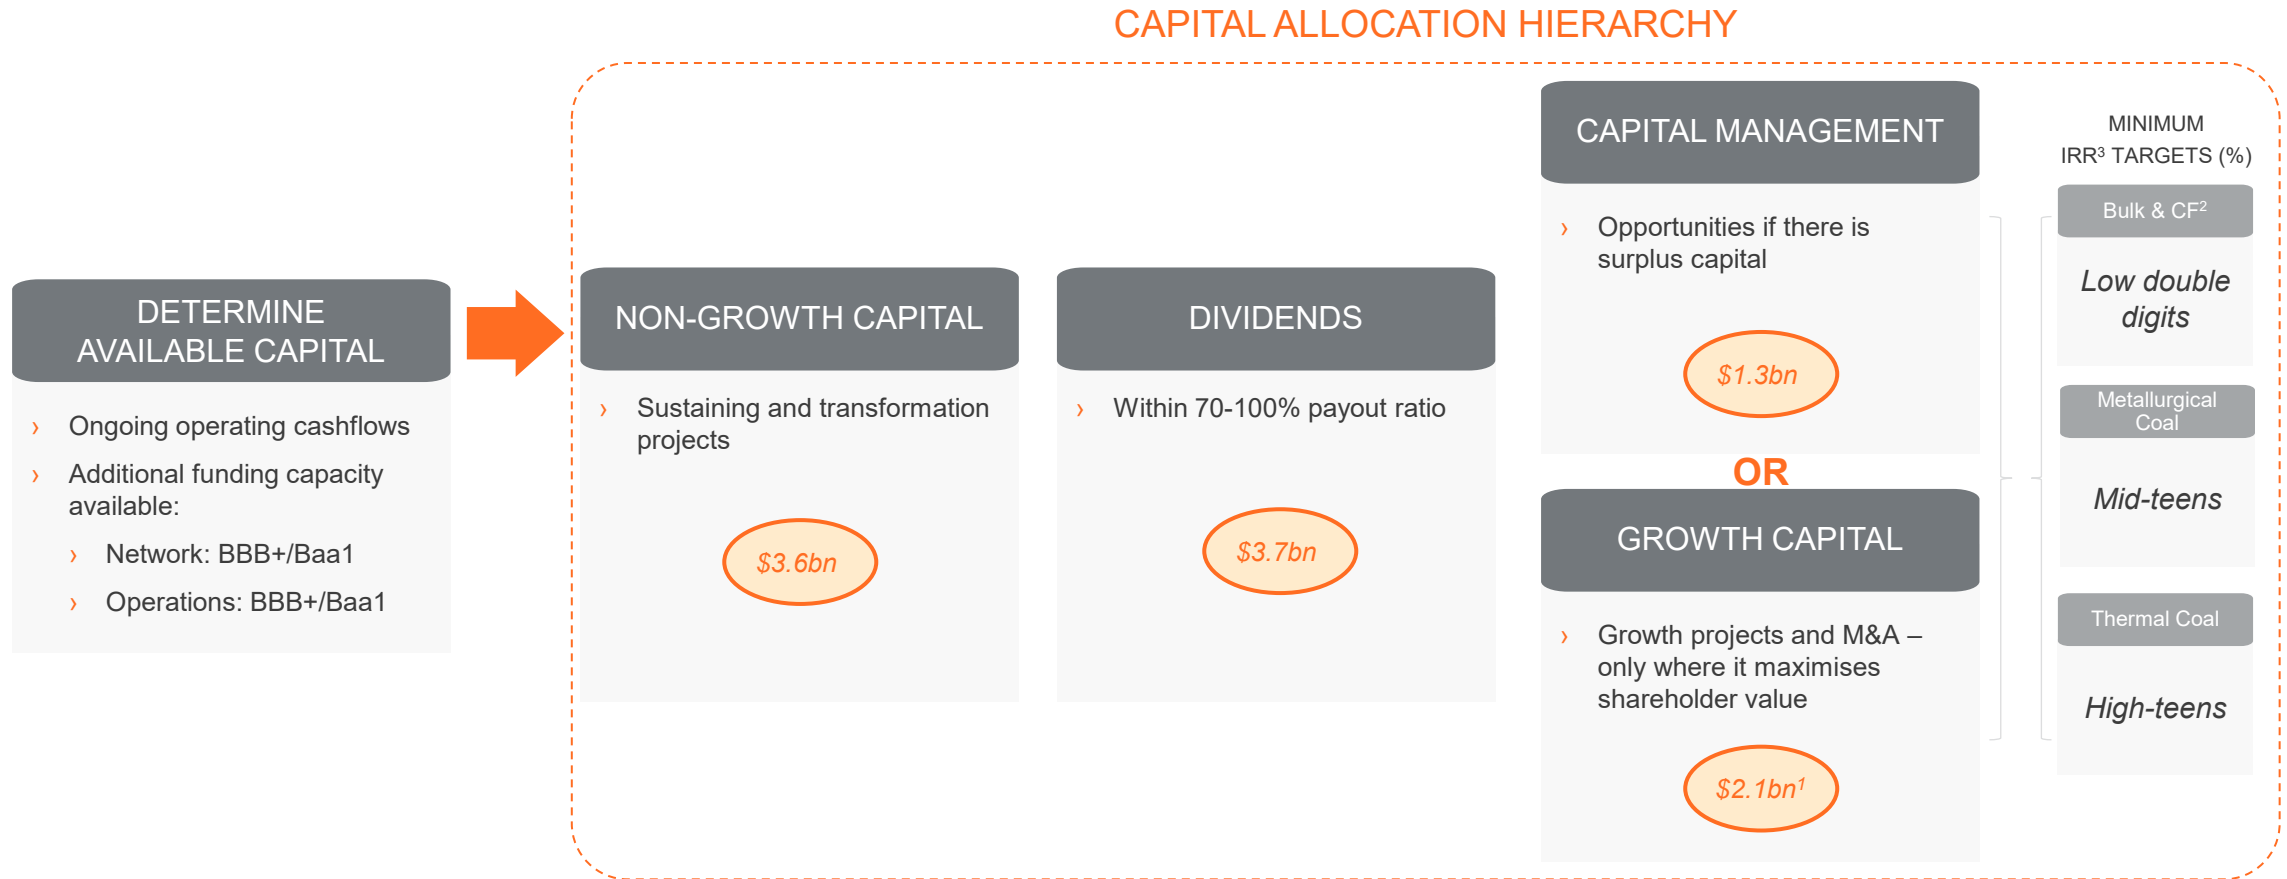 CAPITAL ALLOCATION HIERARCHY
DETERMINE
AVAILABLE CAPITAL
› Ongoing operating cashflows
› Additional funding capacity
available:
› Network: BBB+/Baa1
› Operations: BBB+/Baa1
NON-GROWTH CAPITAL
› Sustaining and transformation
projects
$3.6bn
DIVIDENDS
› Within 70-100% payout ratio
$3.7bn
CAPITAL MANAGEMENT
› Opportunities if there is
surplus capital
$1.3bn
OR
GROWTH CAPITAL
› Growth projects and M&A –
only where it maximises
shareholder value
$2.1bn¹
MINIMUM
IRR³ TARGETS (%)
Bulk & CF²
Low double
digits
Metallurgical
Coal
Mid-teens
Thermal Coal
High-teens